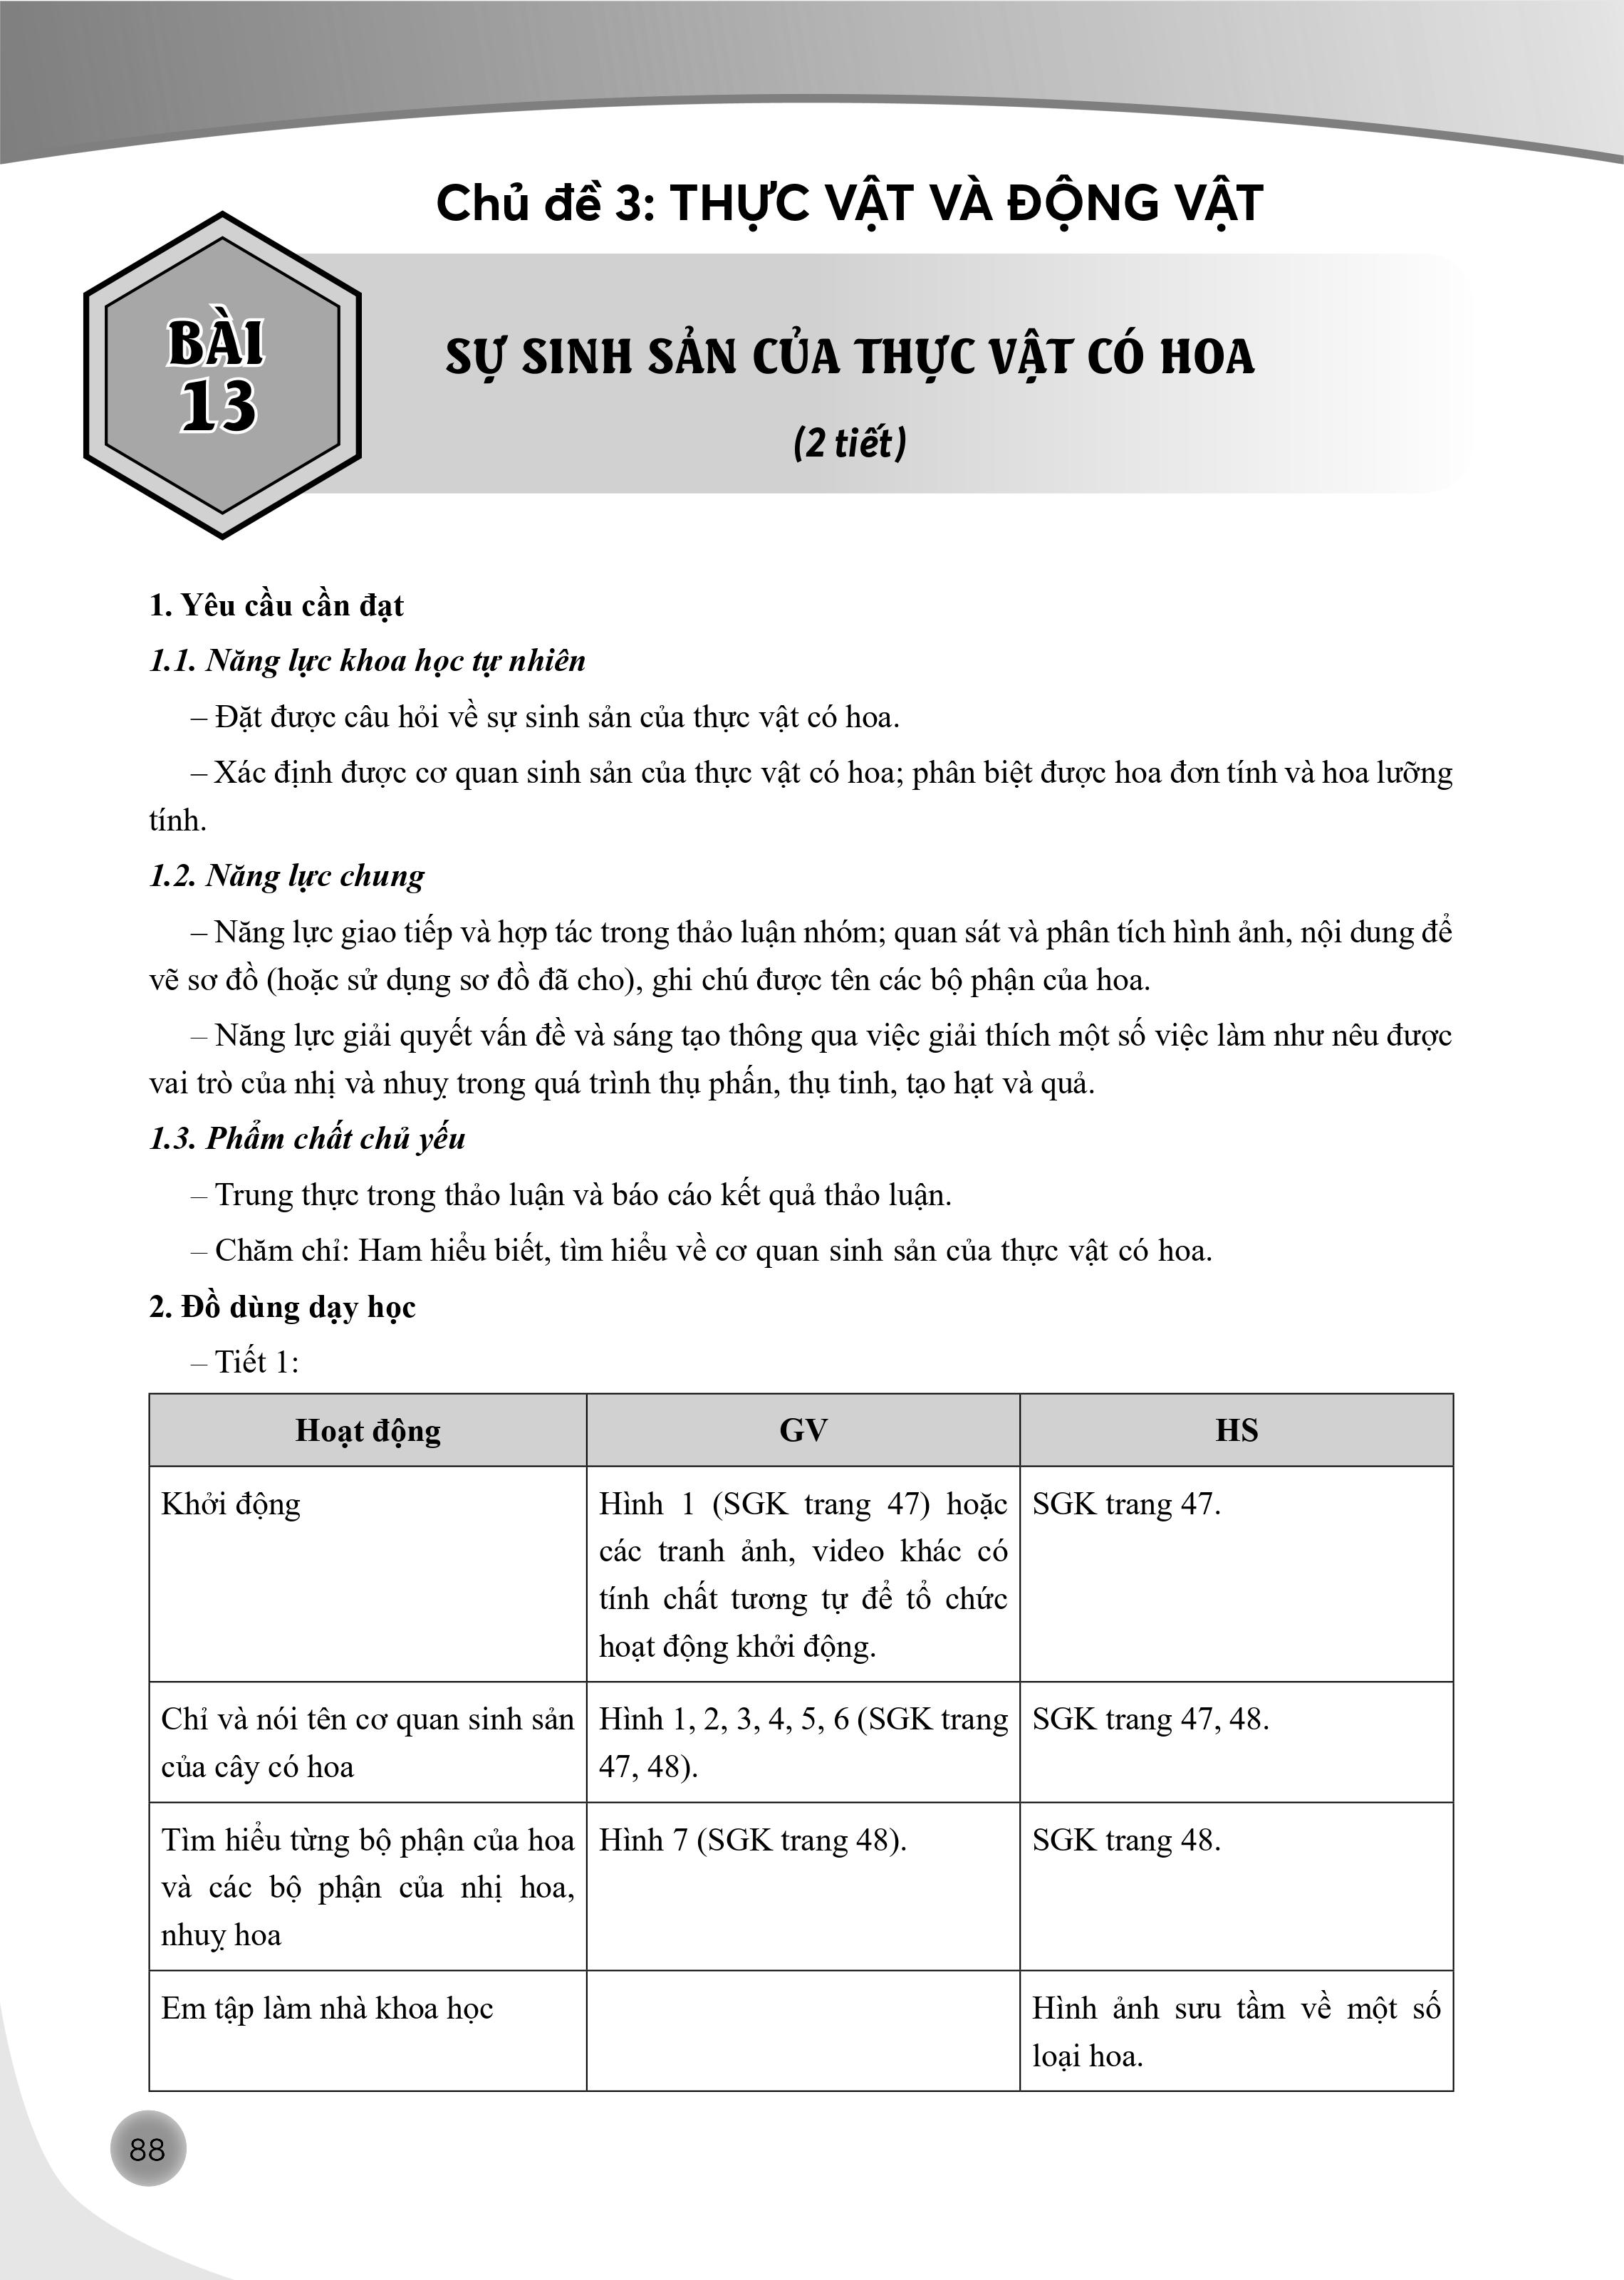 Chủ đề 3: THỰC VẬT VÀ ĐỘNG VẬT
BÀI
13
SỰ SINH SẢN CỦA THỰC VẬT CÓ HOA
(2 tiết)
1. Yêu cầu cần đạt
1.1. Năng lực khoa học tự nhiên
– Đặt được câu hỏi về sự sinh sản của thực vật có hoa.
– Xác định được cơ quan sinh sản của thực vật có hoa; phân biệt được hoa đơn tính và hoa lưỡng
tính.
1.2. Năng lực chung
– Năng lực giao tiếp và hợp tác trong thảo luận nhóm; quan sát và phân tích hình ảnh, nội dung để
vẽ sơ đồ (hoặc sử dụng sơ đồ đã cho), ghi chú được tên các bộ phận của hoa.
– Năng lực giải quyết vấn đề và sáng tạo thông qua việc giải thích một số việc làm như nêu được
vai trò của nhị và nhuỵ trong quá trình thụ phấn, thụ tinh, tạo hạt và quả.
1.3. Phẩm chất chủ yếu
– Trung thực trong thảo luận và báo cáo kết quả thảo luận.
– Chăm chỉ: Ham hiểu biết, tìm hiểu về cơ quan sinh sản của thực vật có hoa.
2. Đồ dùng dạy học
– Tiết 1:
Hoạt động
GV
HS
Khởi động
Hình 1 (SGK trang 47) hoặc
các tranh ảnh, video khác có
tính chất tương tự để tổ chức
hoạt động khởi động.
SGK trang 47.
Chỉ và nói tên cơ quan sinh sản
của cây có hoa
Hình 1, 2, 3, 4, 5, 6 (SGK trang
47, 48).
SGK trang 47, 48.
Tìm hiểu từng bộ phận của hoa
và các bộ phận của nhị hoa,
nhuỵ hoa
Hình 7 (SGK trang 48).
SGK trang 48.
Em tập làm nhà khoa học
Hình ảnh sưu tầm về một số
loại hoa.
88